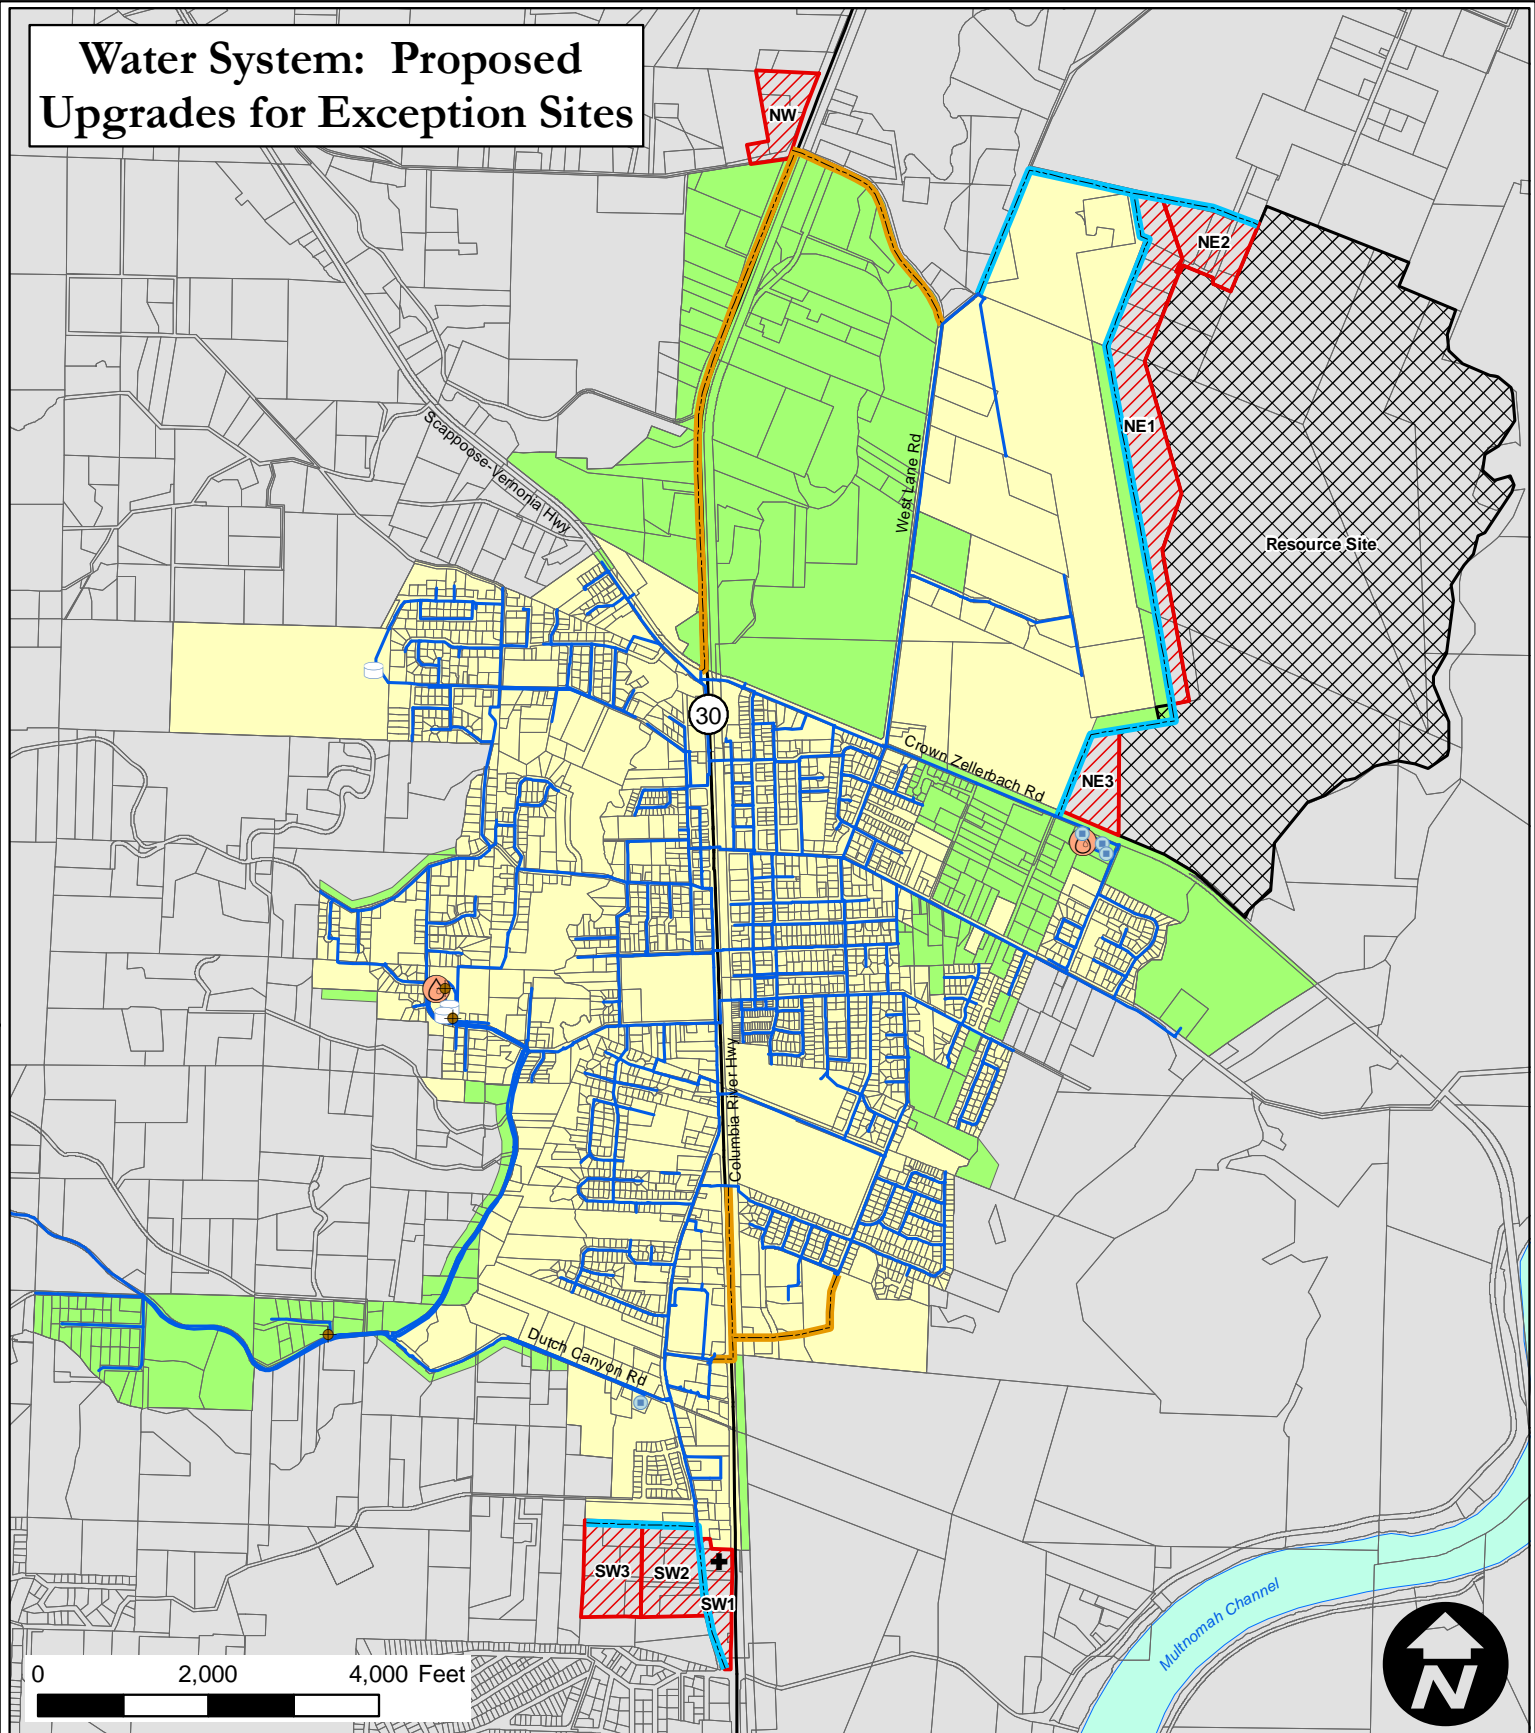 Water System: Proposed
Upgrades for Exception Sites
NW
NE2
Scappoose-Vernonia Hwy
NE1
West Lane Rd
Resource Site
30
Crown Zellerbach Rd
NE3
Columbia River Hwy
Dutch Canyon Rd
SW3
SW2
SW1
Multnomah Channel
0 2,000 4,000 Feet
N